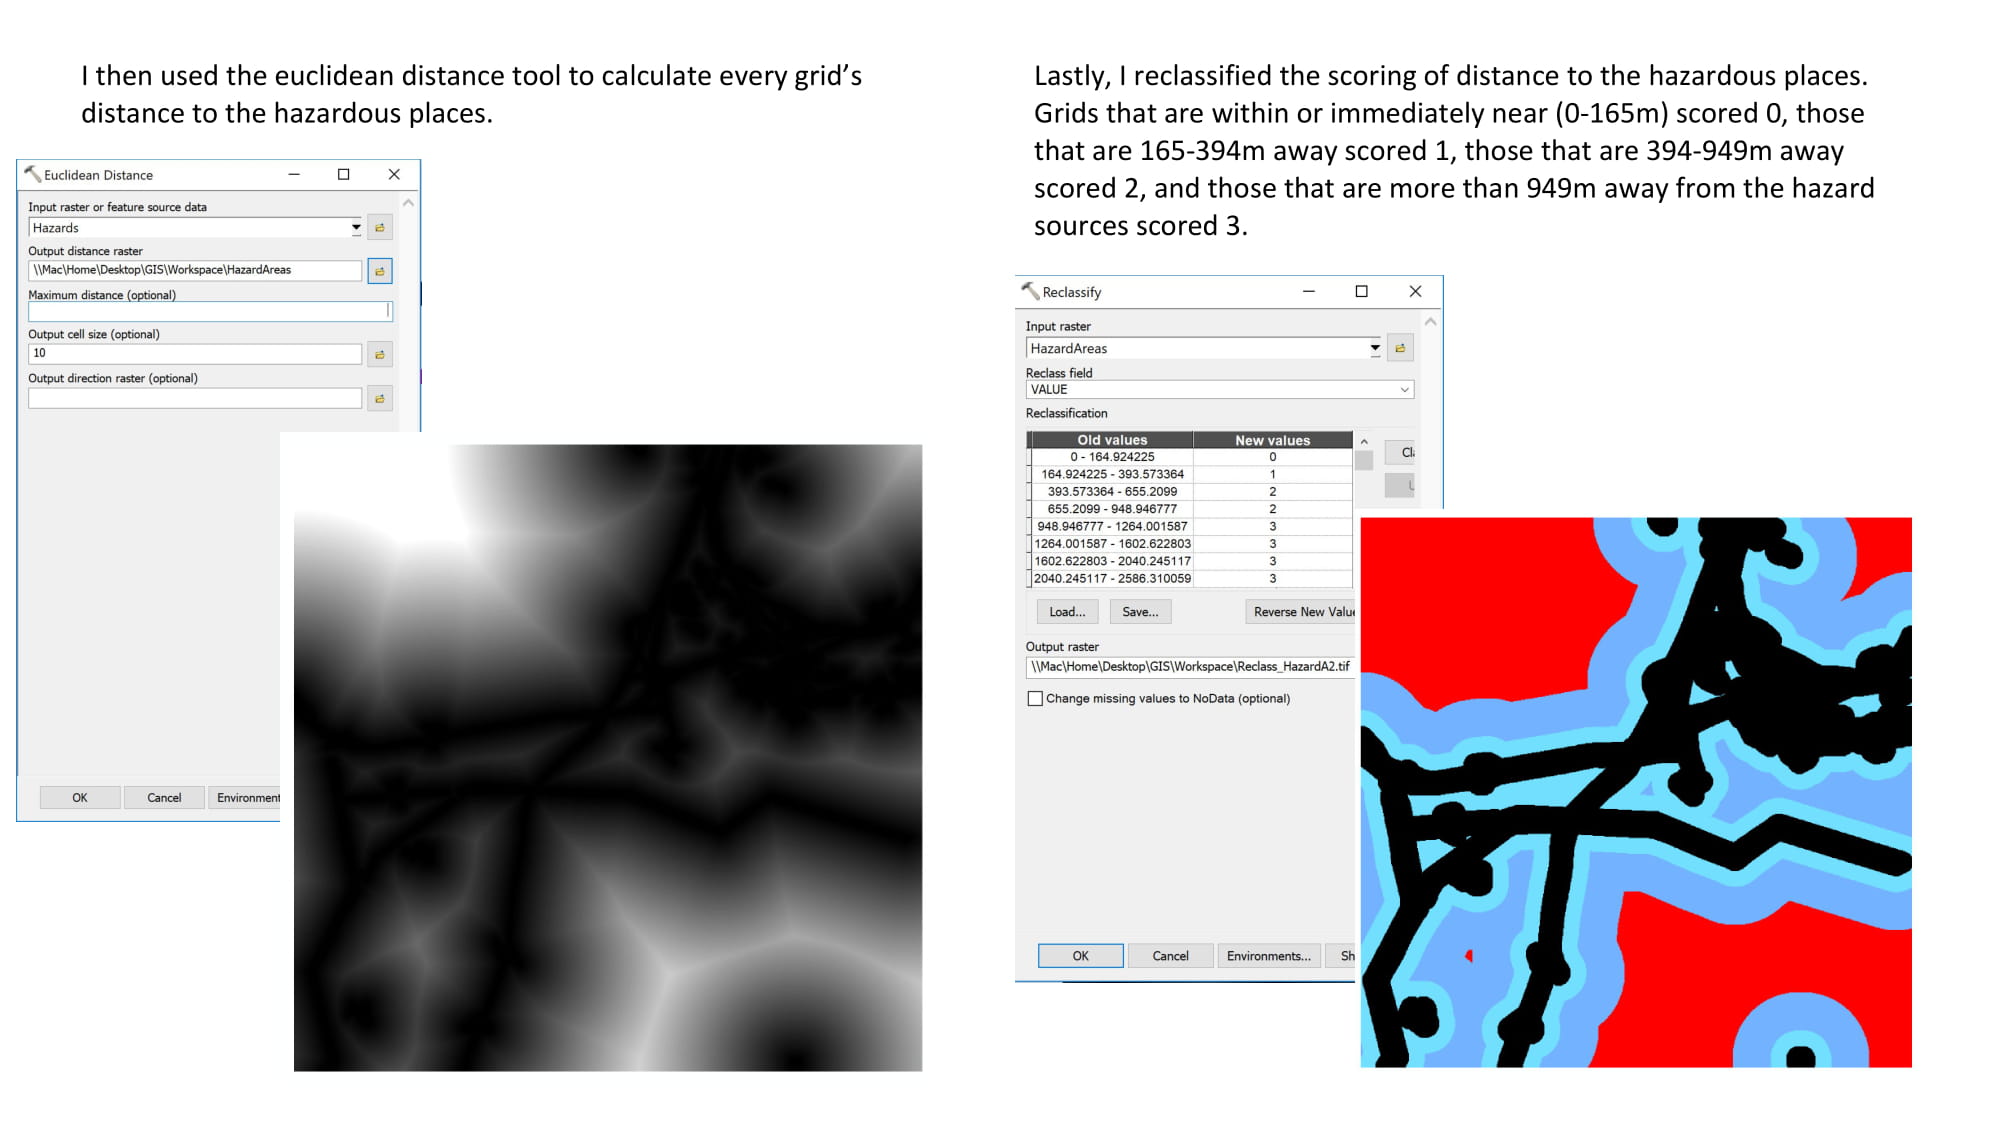 I then used the euclidean distance tool to calculate every grid’s
distance to the hazardous places.
Euclidean Distance
Input raster or feature source data
Hazards
Output distance raster
\\Mac\Home\Desktop\GIS\Workspace\HazardAreas
Maximum distance (optional)
Output cell size (optional)
10
Output direction raster (optional)
OK Cancel Environment
Lastly, I reclassified the scoring of distance to the hazardous places.
Grids that are within or immediately near (0-165m) scored 0, those
that are 165-394m away scored 1, those that are 394-949m away
scored 2, and those that are more than 949m away from the hazard
sources scored 3.
Reclassify
Input raster
HazardAreas
Reclass field
VALUE
Reclassification
Old values New values
0 - 164.924225 0
164.924225 - 393.573364 1
393.573364 - 655.2099 2
655.2099 - 948.946777 2
948.946777 - 1264.001587 3
1264.001587 - 1602.622803 3
1602.622803 - 2040.245117 3
2040.245117 - 2586.310059 3
Load... Save... Reverse New Value
Output raster
\\Mac\Home\Desktop\GIS\Workspace\Reclass_HazardA2.tif
Change missing values to NoData (optional)
OK Cancel Environments... Sh